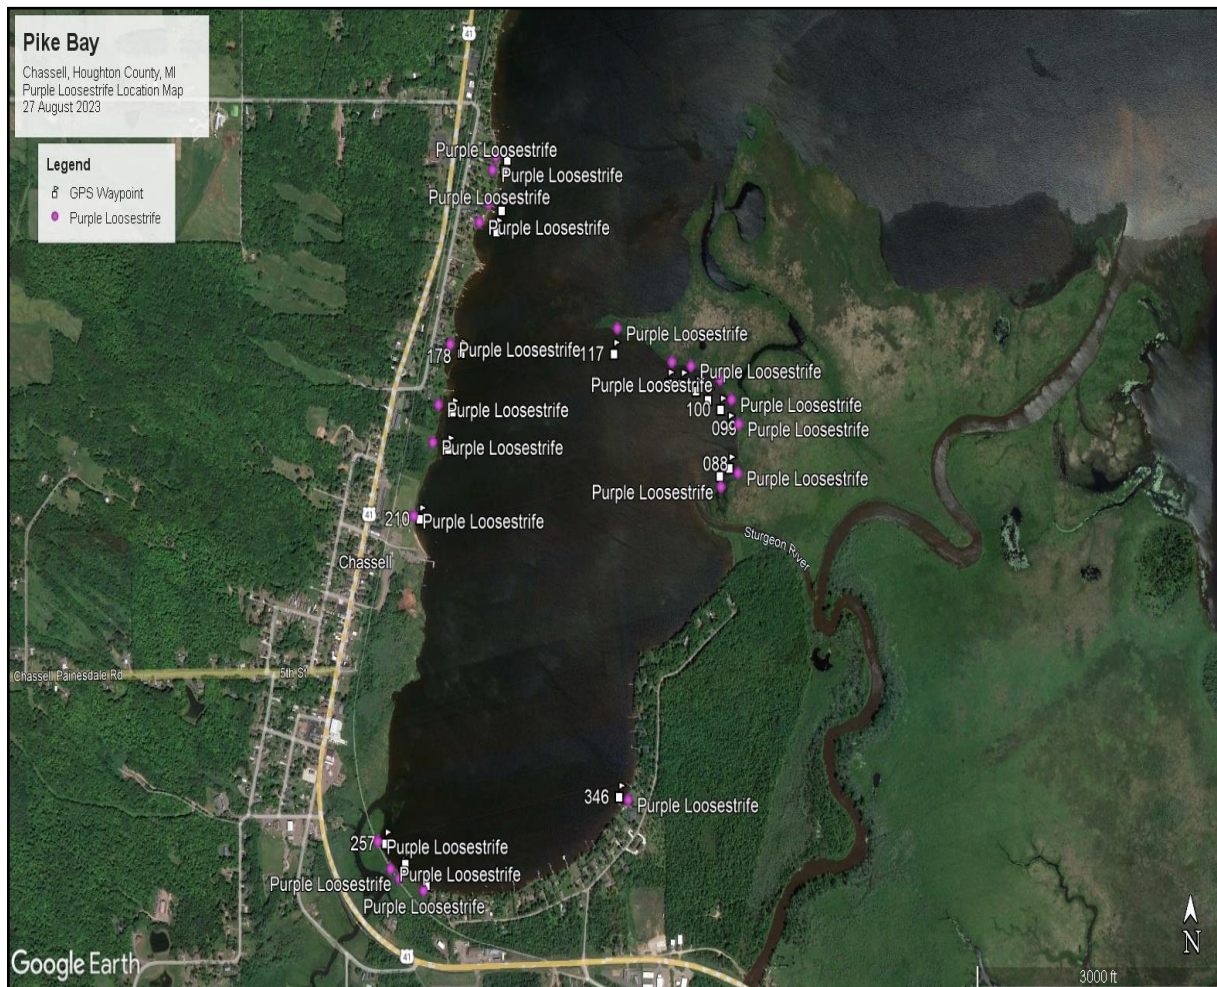 Pike Bay
Chassell, Houghton County, MI
Purple Loosestrife Location Map
27 August 2023
Legend
GPS Waypoint
Purple Loosestrife
41
Purple Loosestrife
Purple Loosestrife
Purple Loosestrife
Purple Loosestrife
Purple Loosestrife
178 Purple Loosestrife 117
Purple Loosestrife
Purple Loosestrife
Purple Loosestrife
100
Purple Loosestrife
Purple Loosestrife
099
Purple Loosestrife
Purple Loosestrife
088
Purple Loosestrife
Purple Loosestrife
41
210 Purple Loosestrife
Sturgeon River
Chassell
Chassell Painesdale Rd
5th St
346 Purple Loosestrife
257 Purple Loosestrife
Purple Loosestrife
Purple Loosestrife
Purple Loosestrife
41
N
Google Earth
3000 ft